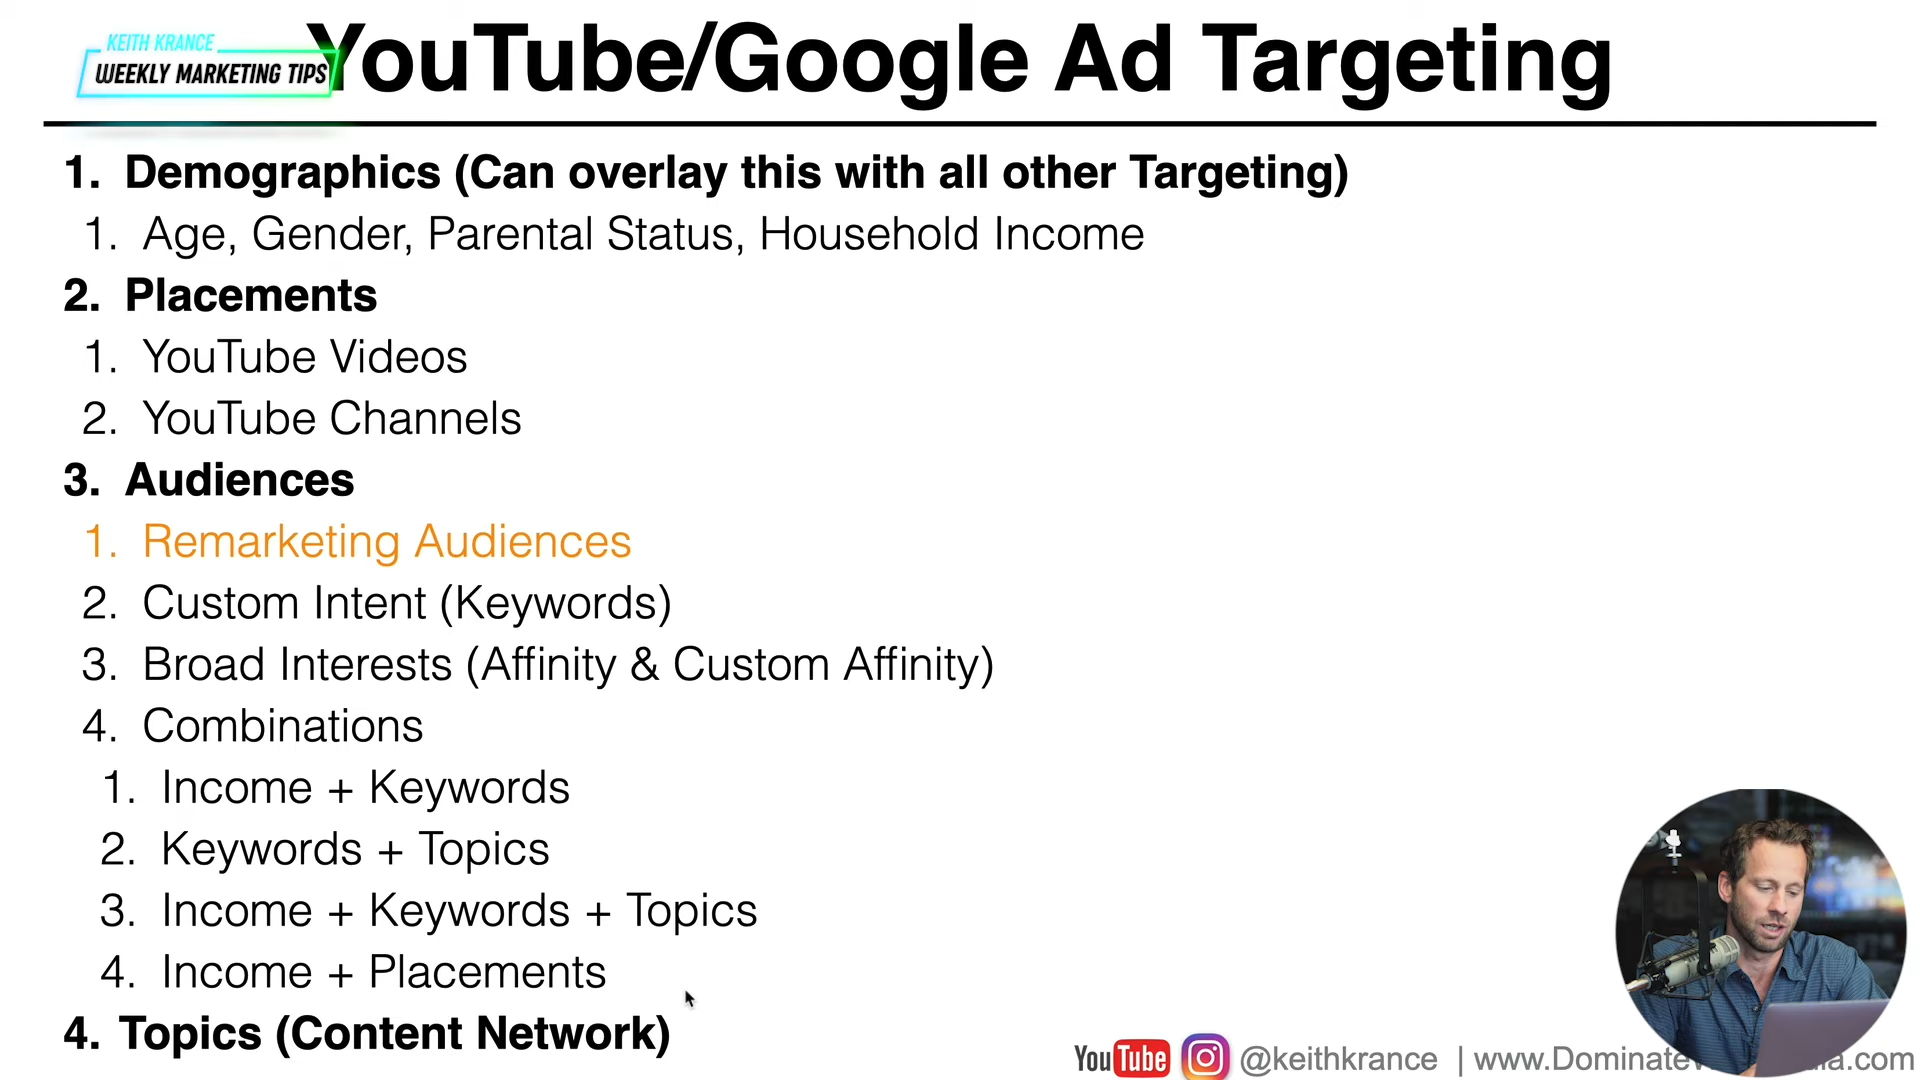 KEITH KRANCE
WEEKLY MARKETING TIPS
YouTube/Google Ad Targeting
1. Demographics (Can overlay this with all other Targeting)
1. Age, Gender, Parental Status, Household Income
2. Placements
1. YouTube Videos
2. YouTube Channels
3. Audiences
1. Remarketing Audiences
2. Custom Intent (Keywords)
3. Broad Interests (Affinity & Custom Affinity)
4. Combinations
1. Income + Keywords
2. Keywords + Topics
3. Income + Keywords + Topics
4. Income + Placements
4. Topics (Content Network)
YouTube @keithkrance |